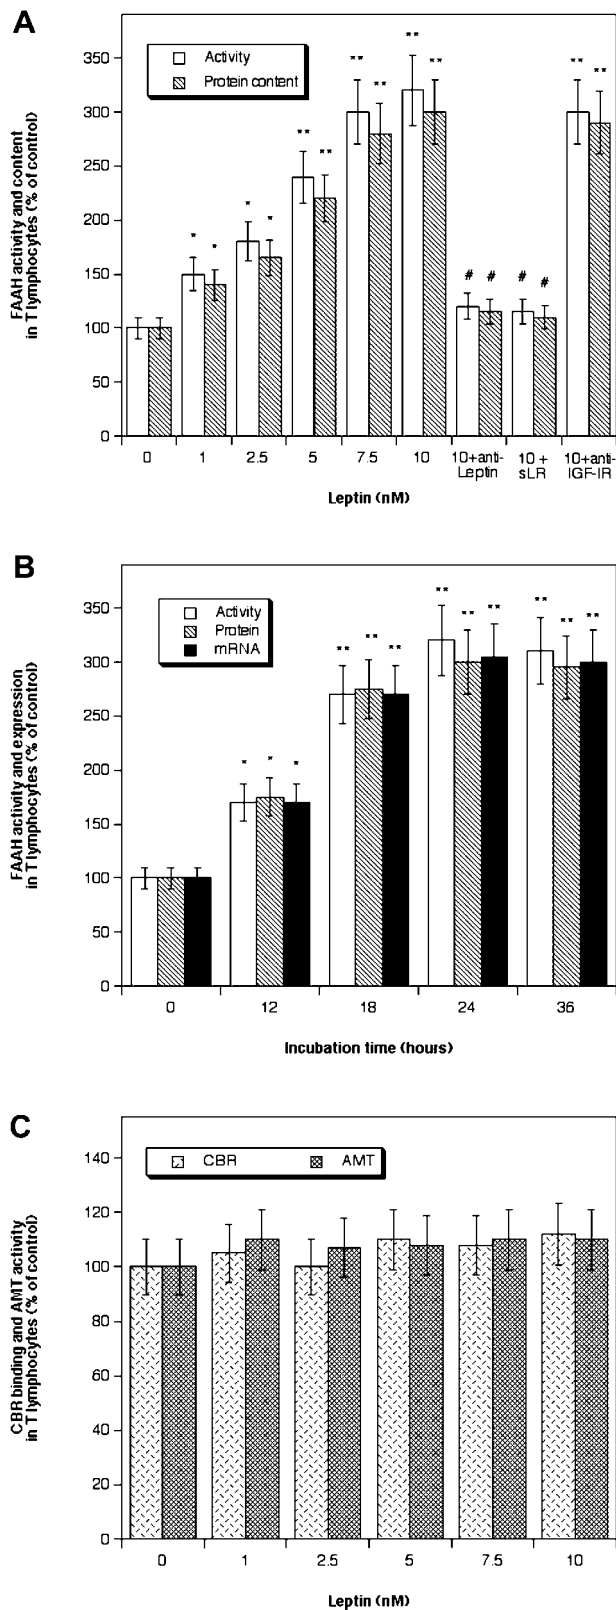 A
Activity
Protein content
FAAH activity and content
in T lymphocytes (% of control)
350
300
250
200
150
100
50
0
* * * * ** ** ** ** ** ** # # # # ** **
0 1 2.5 5 7.5 10 10+anti-Leptin 10 + sLR 10+anti-IGF-IR
Leptin (nM)
B
Activity
Protein
mRNA
FAAH activity and expression
in T lymphocytes (% of control)
350
300
250
200
150
100
50
0
* * * ** ** ** ** ** ** ** ** **
0 12 18 24 36
Incubation time (hours)
C
CBR AMT
CBR binding and AMT activity
in T lymphocytes (% of control)
140
120
100
80
60
40
20
0
0 1 2.5 5 7.5 10
Leptin (nM)